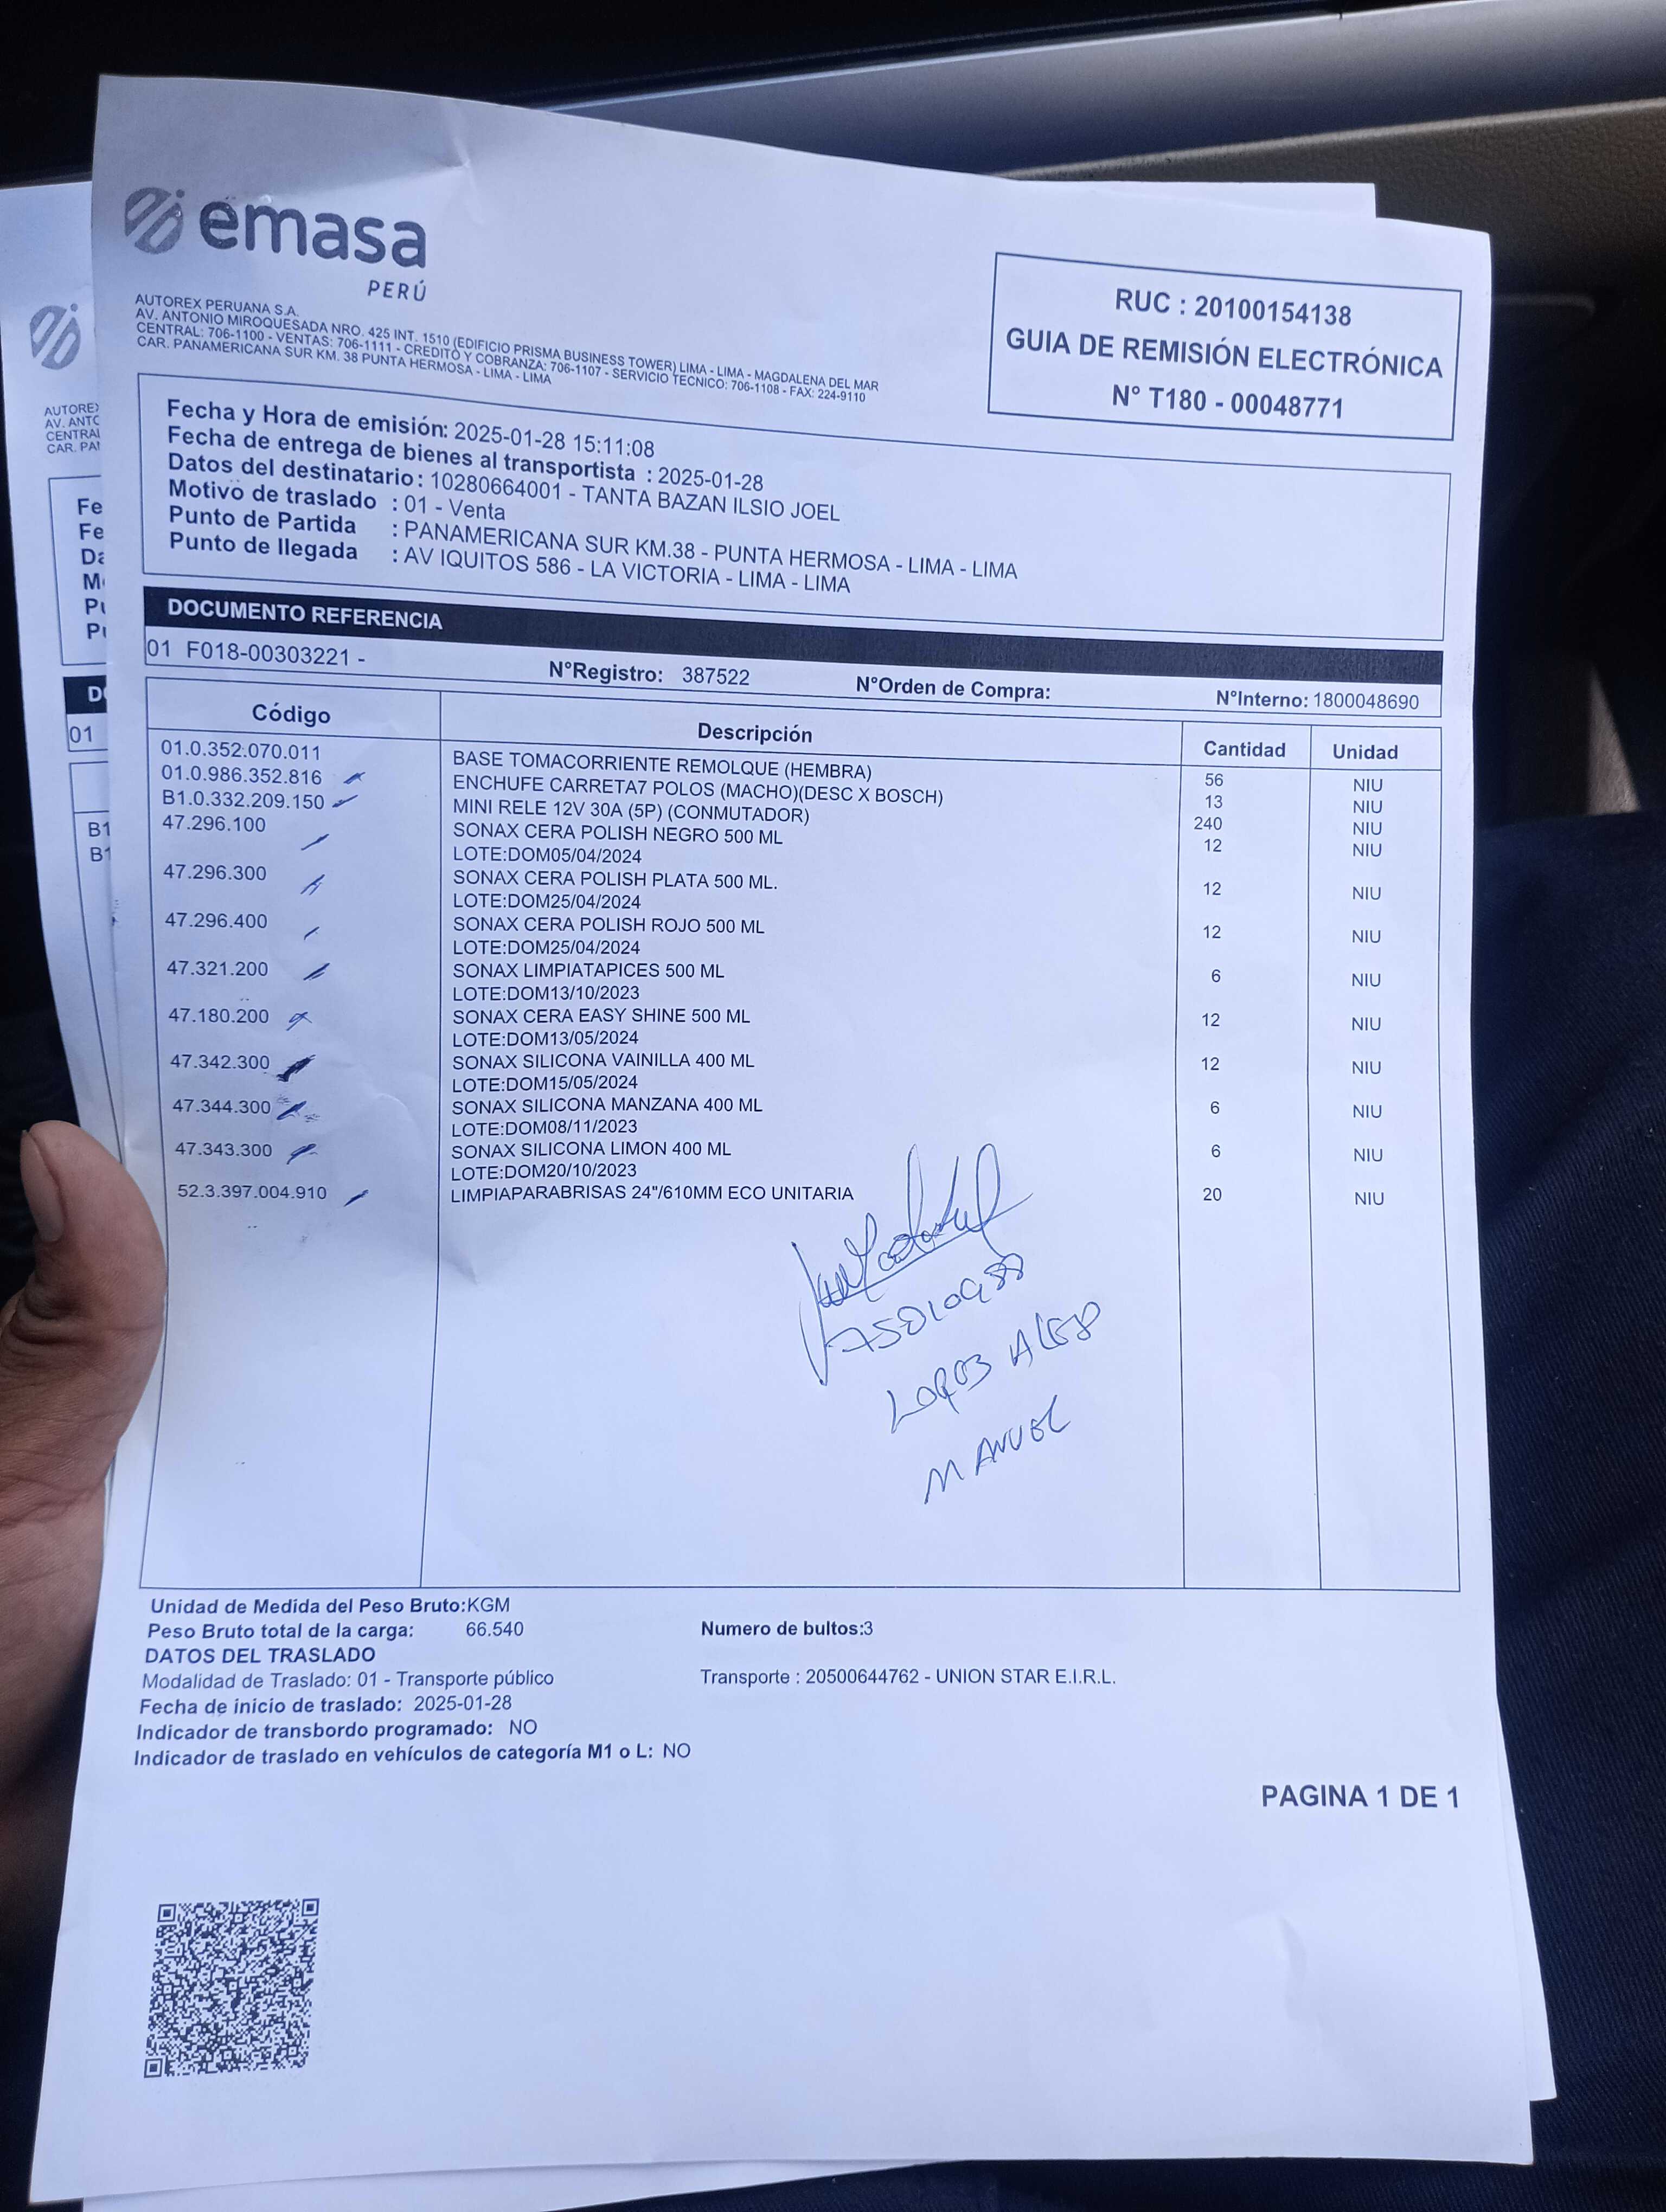 emasa
PERÚ
AUTOREX PERUANA S.A.
AV. ANTONIO MIROQUESADA NRO. 425 INT. 1510 (EDIFICIO PRISMA BUSINESS TOWER) LIMA - LIMA - MAGDALENA DEL MAR
CENTRAL: 706-1100 - VENTAS: 706-1111 - CREDITO Y COBRANZA: 706-1107 - SERVICIO TECNICO: 706-1108 - FAX: 224-9110
CAR. PANAMERICANA SUR KM. 38 PUNTA HERMOSA - LIMA - LIMA
RUC : 20100154138
GUIA DE REMISIÓN ELECTRÓNICA
N° T180 - 00048771
Fecha y Hora de emisión: 2025-01-28 15:11:08
Fecha de entrega de bienes al transportista : 2025-01-28
Datos del destinatario : 10280664001 - TANTA BAZAN ILSIO JOEL
Motivo de traslado : 01 - Venta
Punto de Partida : PANAMERICANA SUR KM.38 - PUNTA HERMOSA - LIMA - LIMA
Punto de llegada : AV IQUITOS 586 - LA VICTORIA - LIMA - LIMA
DOCUMENTO REFERENCIA
01 F018-00303221 - N°Registro: 387522 N°Orden de Compra: N°Interno: 1800048690
Código Descripción Cantidad Unidad
01.0.352.070.011 BASE TOMACORRIENTE REMOLQUE (HEMBRA) 56 NIU
01.0.986.352.816 ENCHUFE CARRETA7 POLOS (MACHO)(DESC X BOSCH) 13 NIU
B1.0.332.209.150 MINI RELE 12V 30A (5P) (CONMUTADOR) 240 NIU
47.296.100 SONAX CERA POLISH NEGRO 500 ML 12 NIU
LOTE:DOM05/04/2024
47.296.300 SONAX CERA POLISH PLATA 500 ML. 12 NIU
LOTE:DOM25/04/2024
47.296.400 SONAX CERA POLISH ROJO 500 ML 12 NIU
LOTE:DOM25/04/2024
47.321.200 SONAX LIMPIATAPICES 500 ML 6 NIU
LOTE:DOM13/10/2023
47.180.200 SONAX CERA EASY SHINE 500 ML 12 NIU
LOTE:DOM13/05/2024
47.342.300 SONAX SILICONA VAINILLA 400 ML 12 NIU
LOTE:DOM15/05/2024
47.344.300 SONAX SILICONA MANZANA 400 ML 6 NIU
LOTE:DOM08/11/2023
47.343.300 SONAX SILICONA LIMON 400 ML 6 NIU
LOTE:DOM20/10/2023
52.3.397.004.910 LIMPIAPARABRISAS 24"/610MM ECO UNITARIA 20 NIU
MANUEL
Unidad de Medida del Peso Bruto:KGM
Peso Bruto total de la carga: 66.540 Numero de bultos:3
DATOS DEL TRASLADO
Modalidad de Traslado: 01 - Transporte público Transporte : 20500644762 - UNION STAR E.I.R.L.
Fecha de inicio de traslado: 2025-01-28
Indicador de transbordo programado: NO
Indicador de traslado en vehículos de categoría M1 o L: NO
PAGINA 1 DE 1